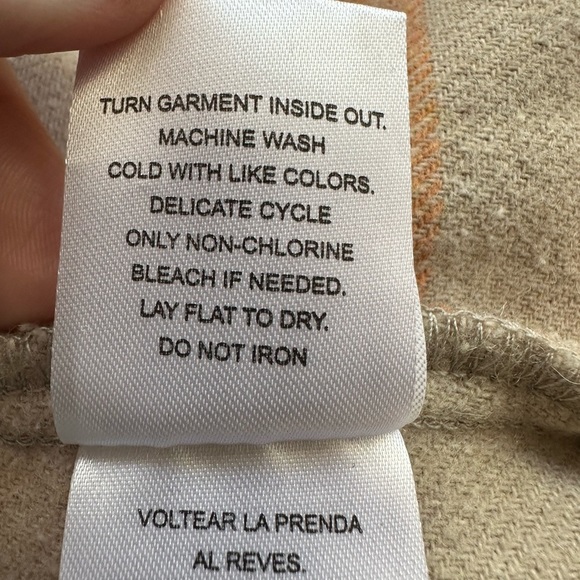 TURN GARMENT INSIDE OUT.
MACHINE WASH
COLD WITH LIKE COLORS.
DELICATE CYCLE
ONLY NON-CHLORINE
BLEACH IF NEEDED.
LAY FLAT TO DRY.
DO NOT IRON
VOLTEAR LA PRENDA
AL REVES.